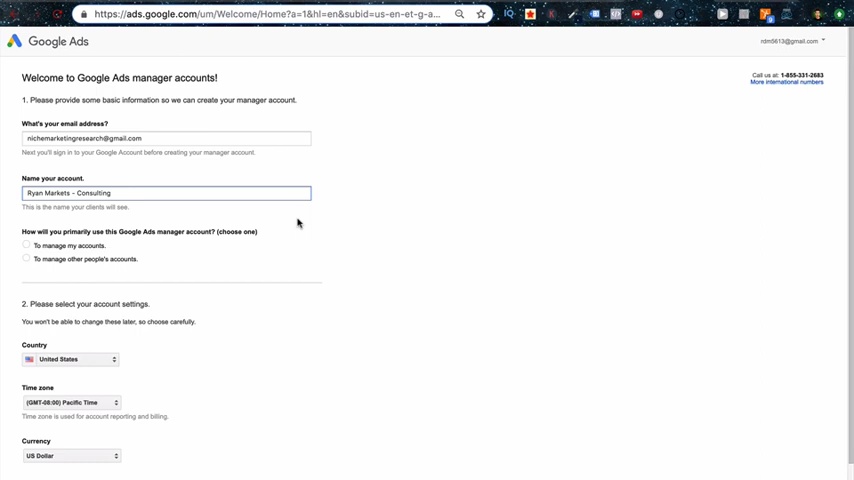 https://ads.google.com/um/Welcome/Home?a=1&hl=en&subid=us-en-et-g-a...
Google Ads
rdm5613@gmail.com
Welcome to Google Ads manager accounts!
Call us at: 1-855-331-2683
More international numbers
1. Please provide some basic information so we can create your manager account.
What's your email address?
nichemarketingresearch@gmail.com
Next you'll sign in to your Google Account before creating your manager account.
Name your account.
Ryan Markets - Consulting
This is the name your clients will see.
How will you primarily use this Google Ads manager account? (choose one)
To manage my accounts.
To manage other people's accounts.
2. Please select your account settings.
You won't be able to change these later, so choose carefully.
Country
United States
Time zone
(GMT-08:00) Pacific Time
Time zone is used for account reporting and billing.
Currency
US Dollar